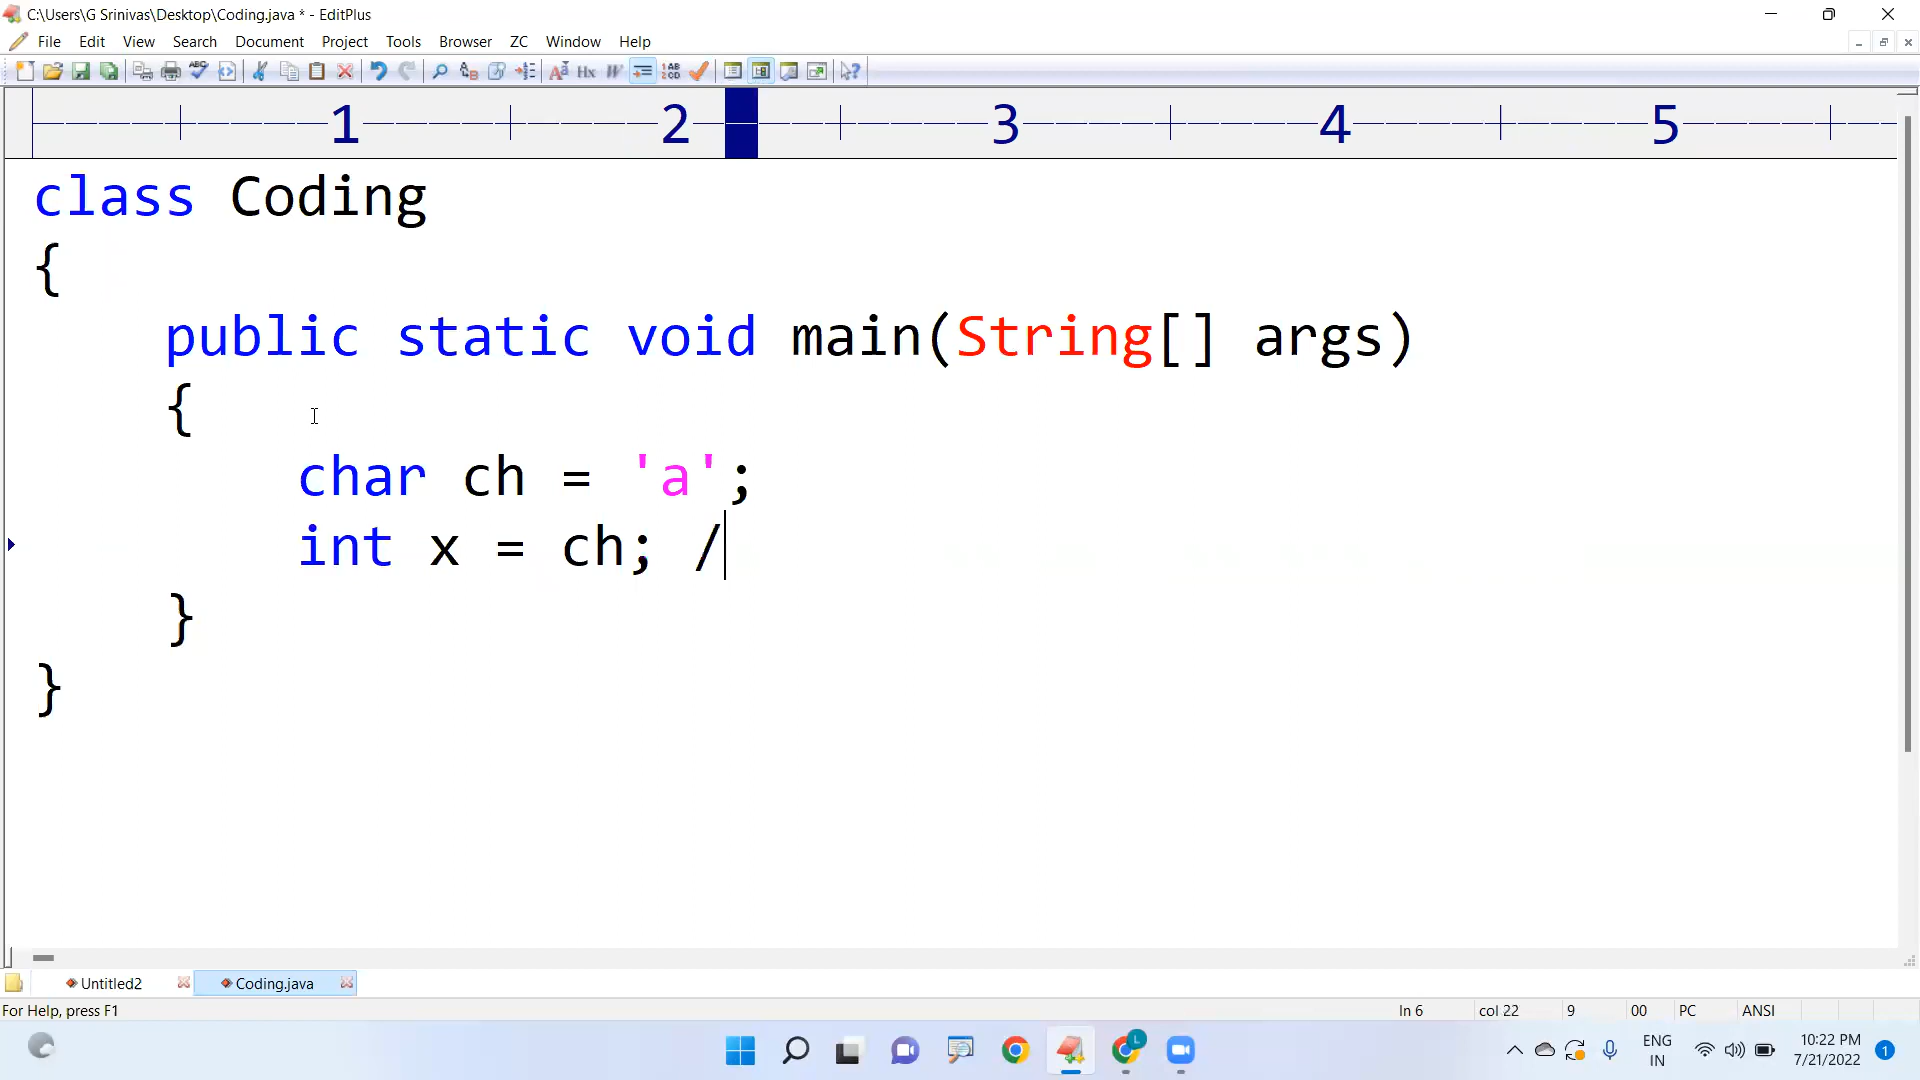 C:\Users\G Srinivas\Desktop\Coding.java * - EditPlus
File Edit View Search Document Project Tools Browser ZC Window Help
1 2 3 4 5
class Coding
{
public static void main(String[] args)
{
char ch = 'a';
int x = ch; /
}
}
Untitled2 Coding.java
For Help, press F1 ln 6 col 22 9 00 PC ANSI
ENG 10:22 PM
IN 7/21/2022 1